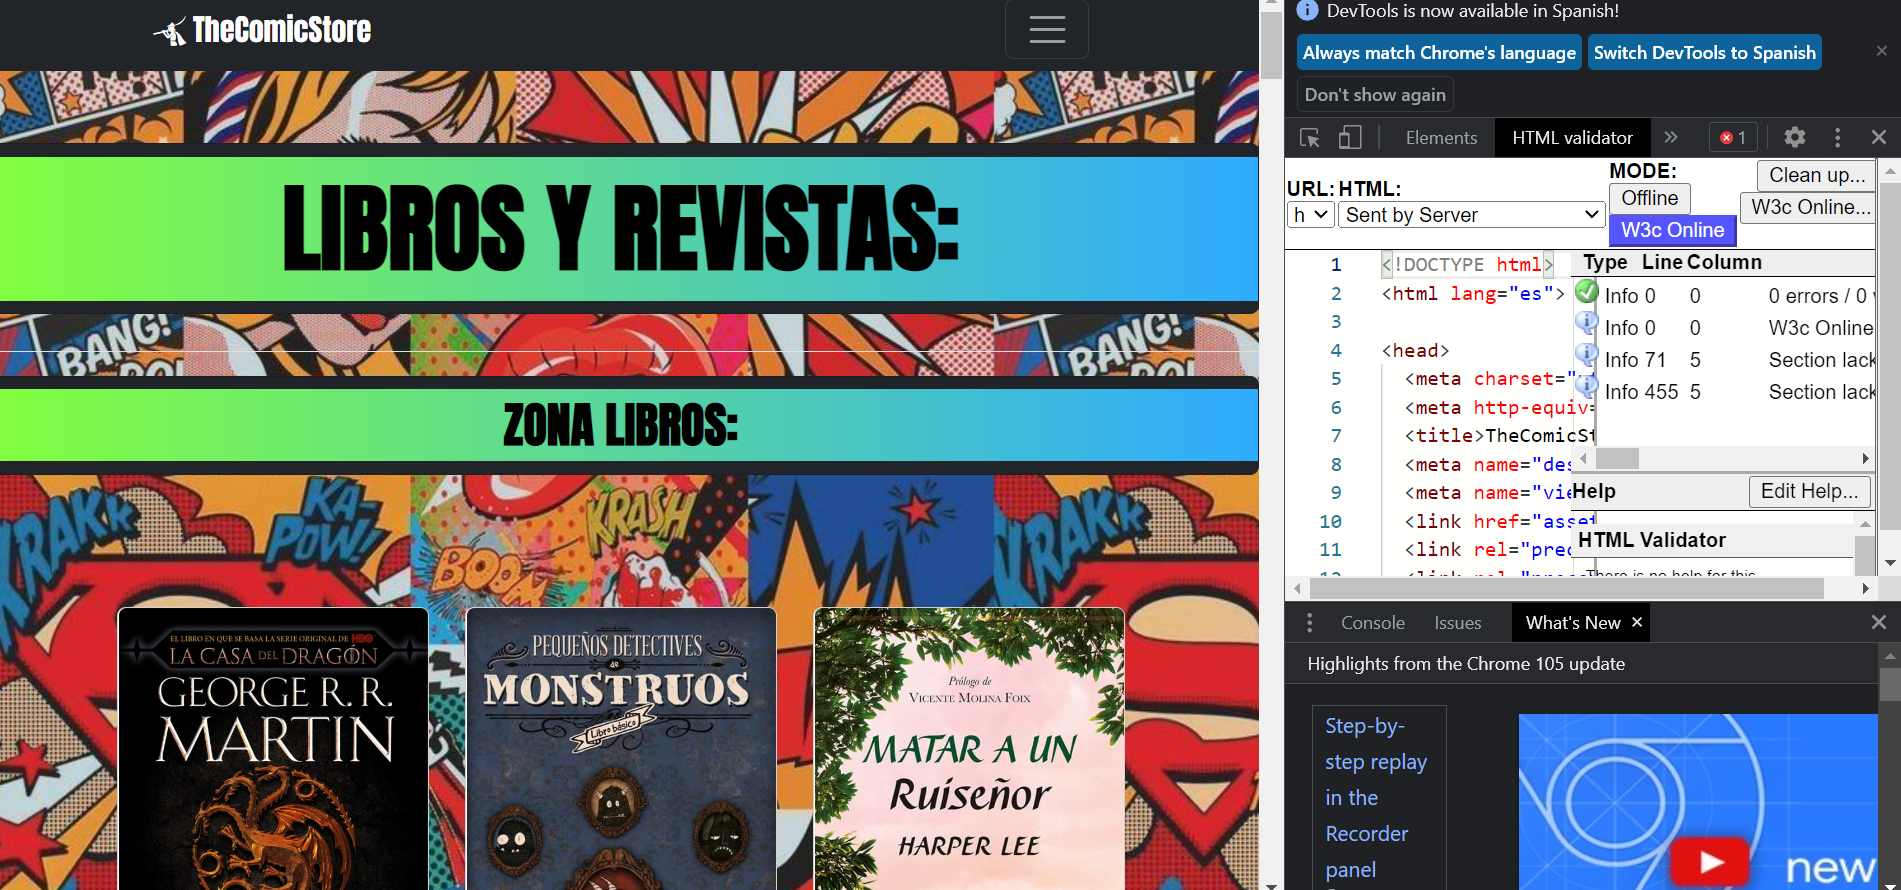 TheComicStore
LIBROS Y REVISTAS:
BANG!
BANG!
ZONA LIBROS:
KA-
POW!
KRASH
BOOM
EL LIBRO EN QUE SE BASA LA SERIE ORIGINAL DE HBO
LA CASA DEL DRAGÓN
GEORGE R. R.
MARTIN
PEQUEÑOS DETECTIVES
de
MONSTRUOS
Libro básico
Prólogo de
VICENTE MOLINA FOIX
MATAR A UN
Ruiseñor
HARPER LEE
DevTools is now available in Spanish!
Always match Chrome's language
Switch DevTools to Spanish
Don't show again
Elements
HTML validator
1
URL:
HTML:
MODE:
h
Sent by Server
Offline
W3c Online
Clean up...
W3c Online...
1 <!DOCTYPE html>
2 <html lang="es">
3
4 <head>
5 <meta charset="
6 <meta http-equiv=
7 <title>TheComicSt
8 <meta name="des
9 <meta name="vie
10 <link href="asset
11 <link rel="prec
Type Line Column
Info 0 0 0 errors / 0
Info 0 0 W3c Online
Info 71 5 Section lack
Info 455 5 Section lack
Help
Edit Help...
HTML Validator
There is no help for this
Console
Issues
What's New
Highlights from the Chrome 105 update
Step-by-
step replay
in the
Recorder
panel
new